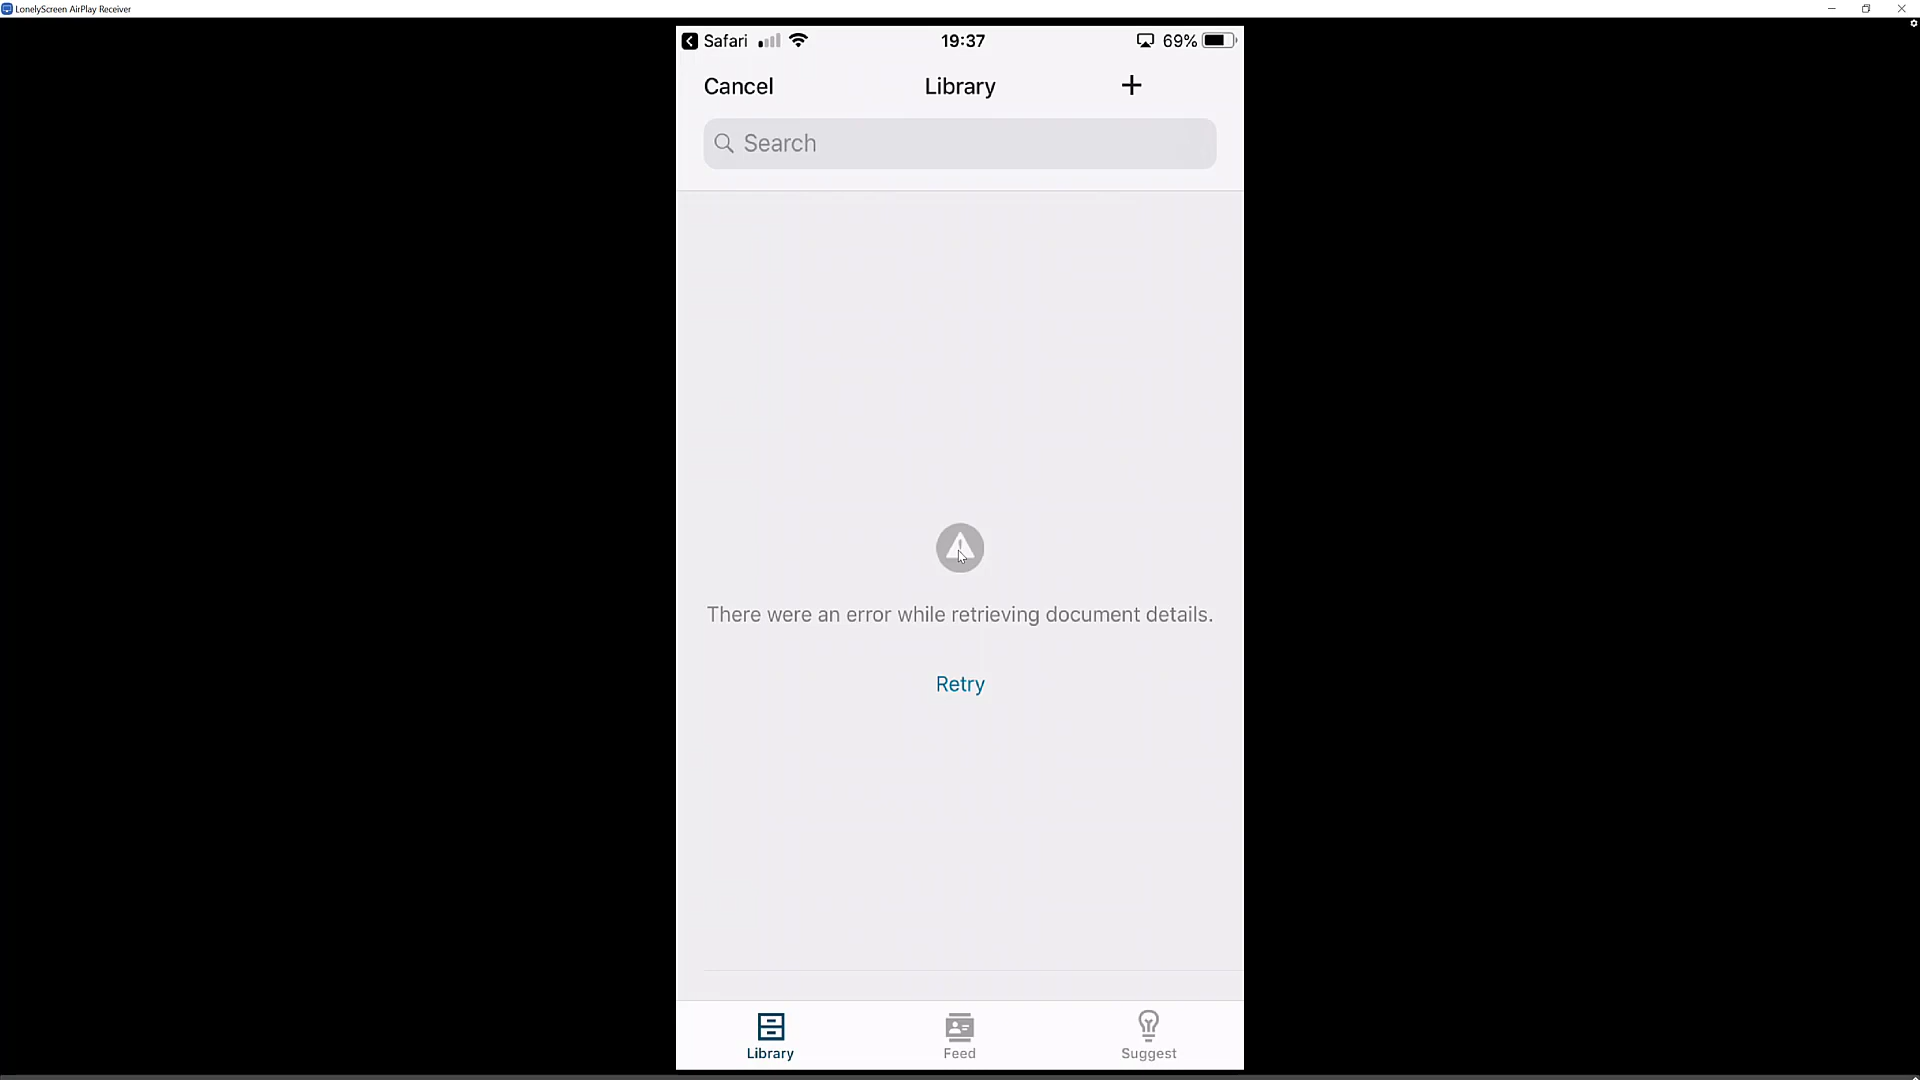 LonelyScreen AirPlay Receiver
Safari 19:37 69%
Cancel Library +
Search
There were an error while retrieving document details.
Retry
Library Feed Suggest